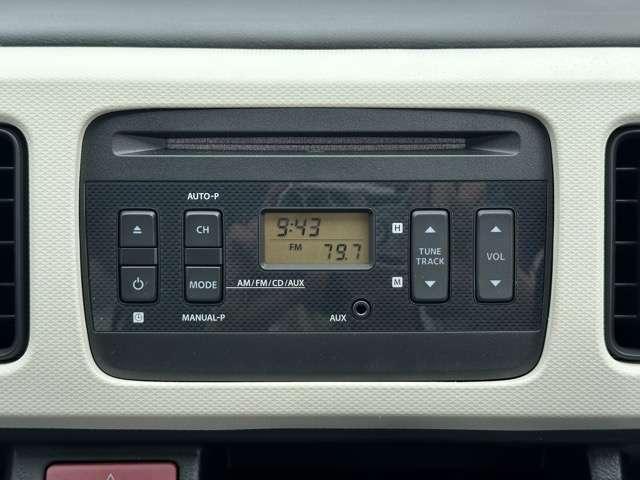 AUTO-P
CH
MODE
MANUAL-P
9:43
FM
79.7
AM/FM/CD/AUX
AUX
H
M
TUNE
TRACK
VOL